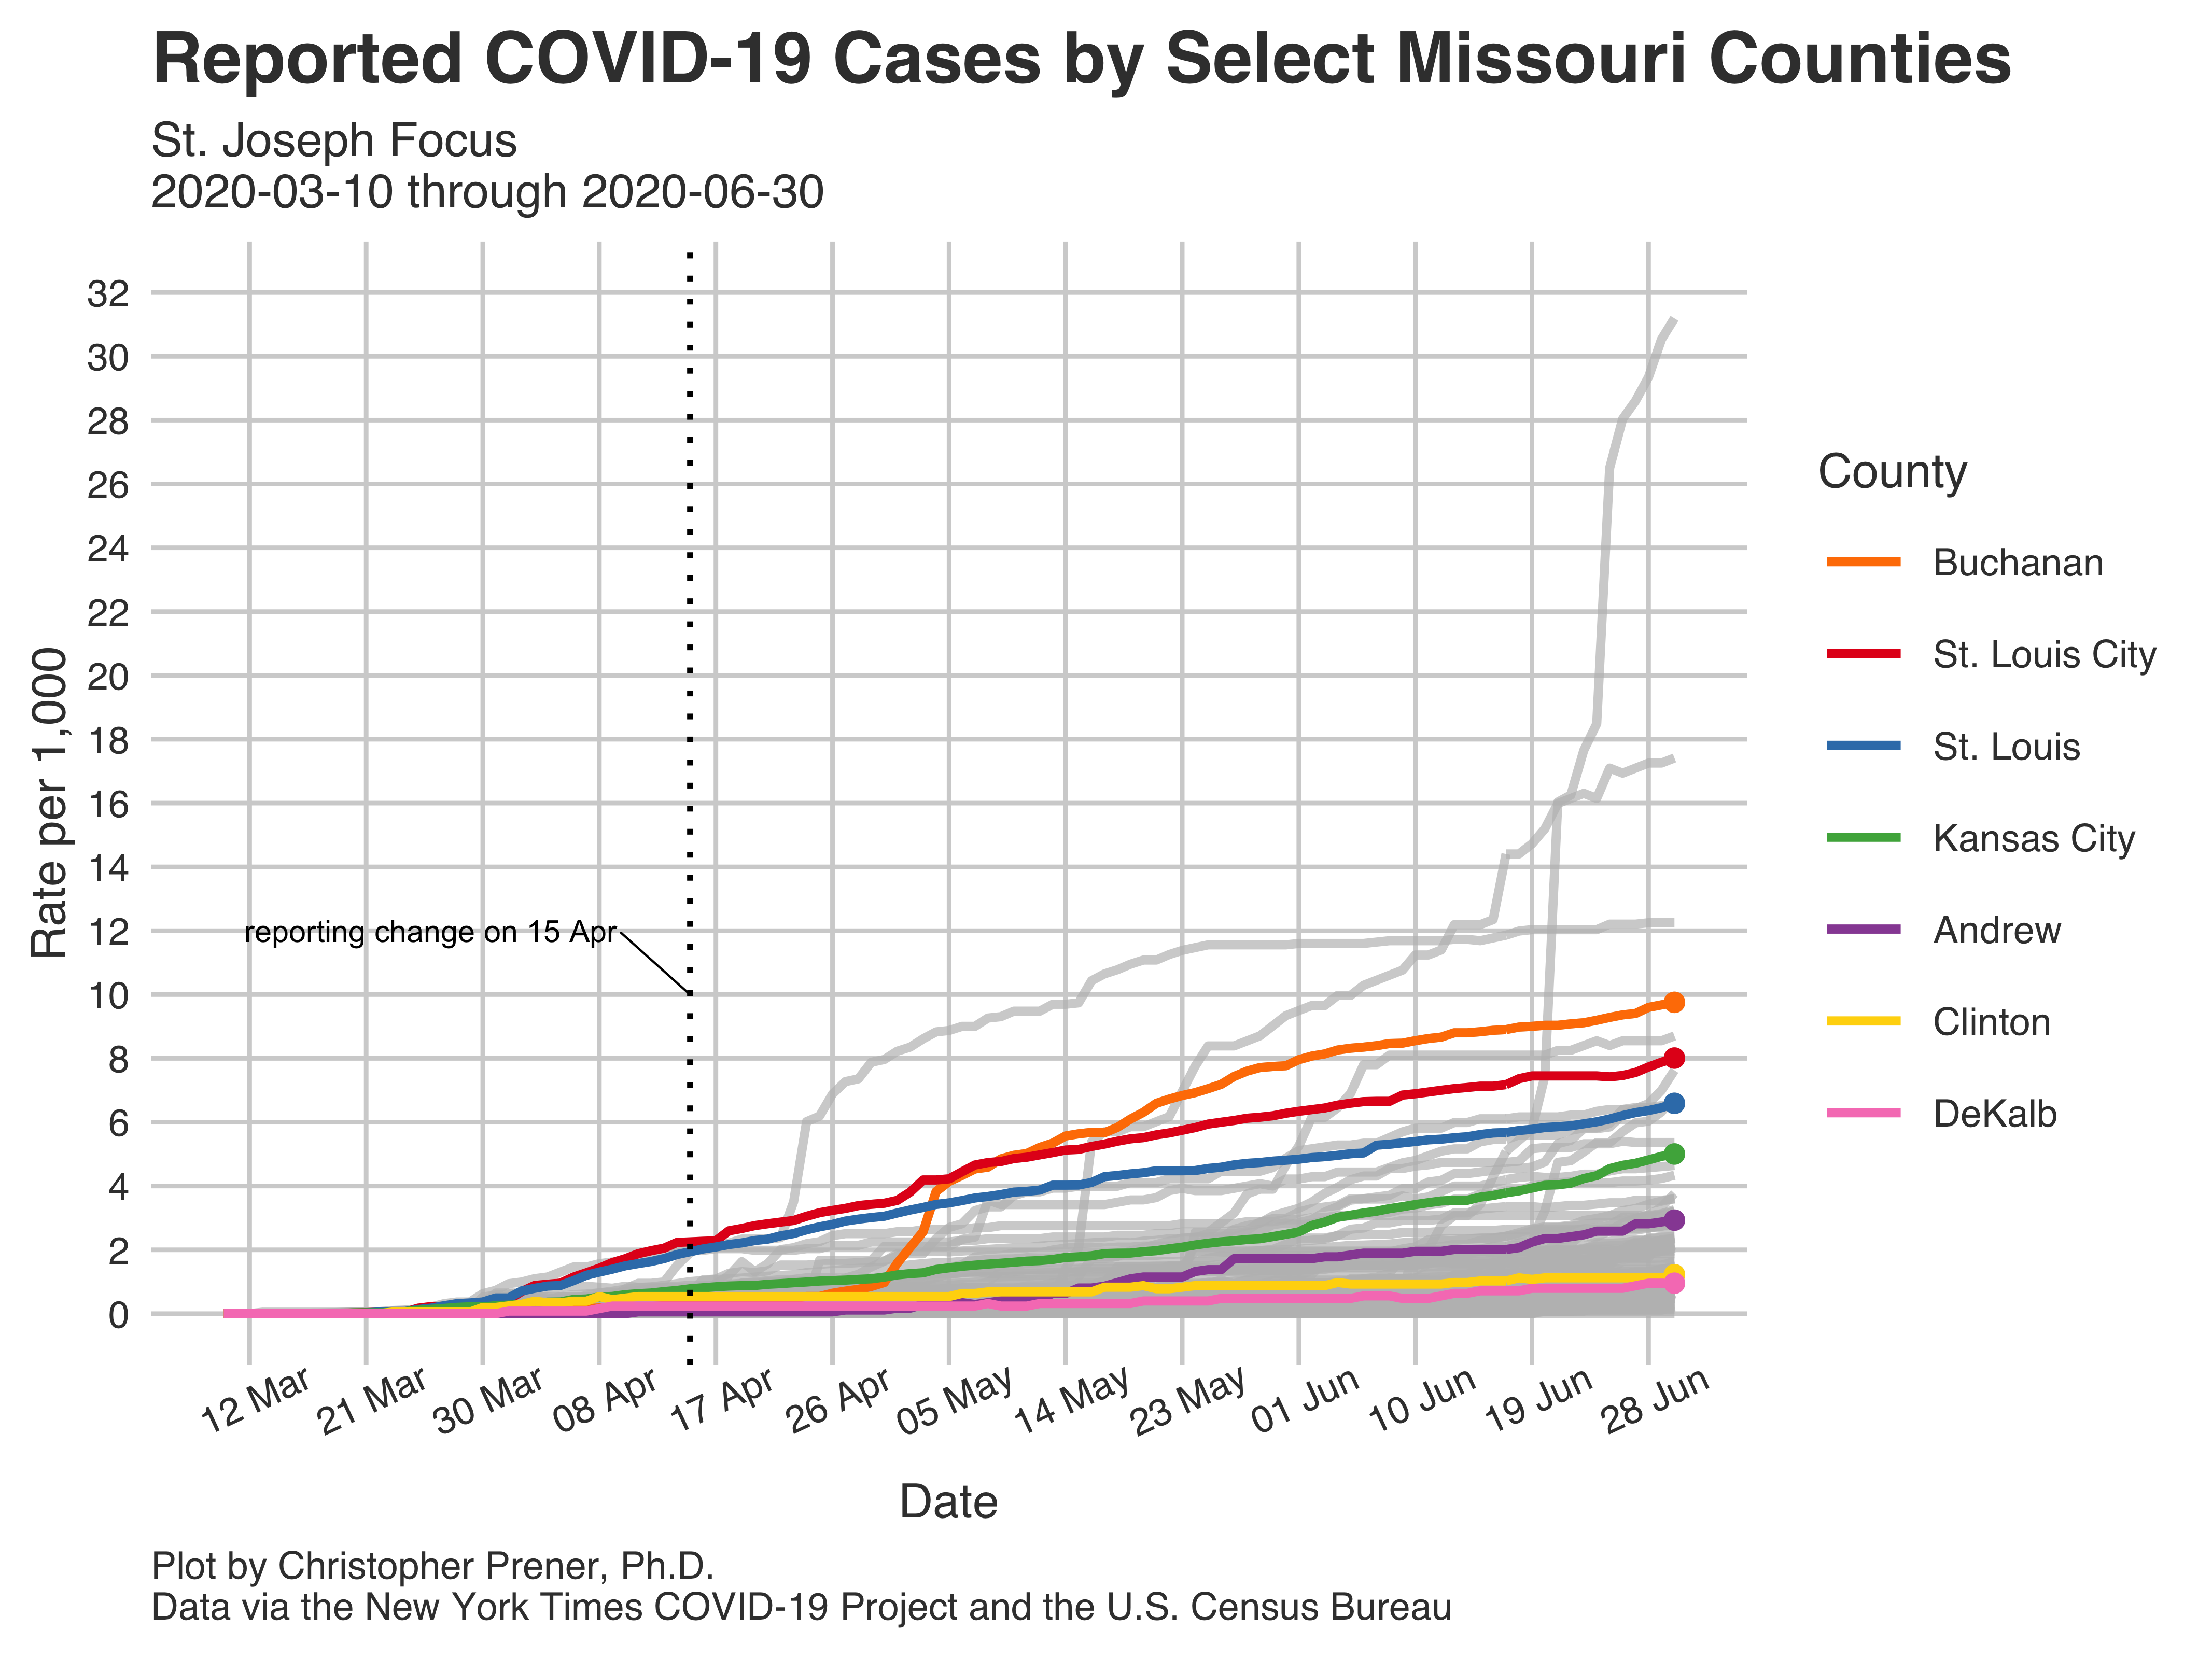 Reported COVID-19 Cases by Select Missouri Counties
St. Joseph Focus
2020-03-10 through 2020-06-30
Rate per 1,000
32
30
28
26
24
22
20
18
16
14
12
10
8
6
4
2
0
reporting change on 15 Apr
12 Mar
21 Mar
30 Mar
08 Apr
17 Apr
26 Apr
05 May
14 May
23 May
01 Jun
10 Jun
19 Jun
28 Jun
Date
County
Buchanan
St. Louis City
St. Louis
Kansas City
Andrew
Clinton
DeKalb
Plot by Christopher Prener, Ph.D.
Data via the New York Times COVID-19 Project and the U.S. Census Bureau